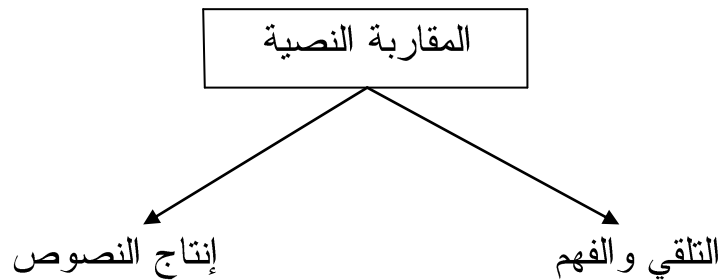 المقاربة النصية
التلقي والفهم
إنتاج النصوص